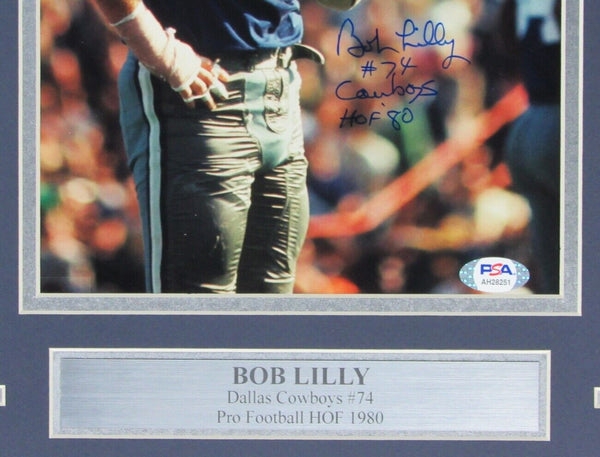 Bob Lilly
#74
Cowboys
HOF '80
PSA
AH28251
BOB LILLY
Dallas Cowboys #74
Pro Football HOF 1980